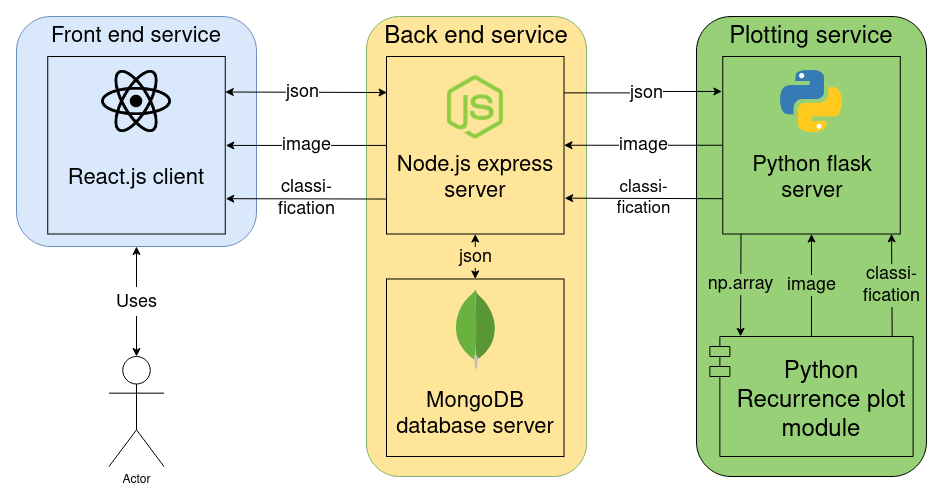 Front end service
React.js client
Uses
Actor
json
image
classi-
fication
Back end service
JS
Node.js express
server
json
MongoDB
database server
json
image
classi-
fication
Plotting service
Python flask
server
np.array
image
classi-
fication
Python
Recurrence plot
module